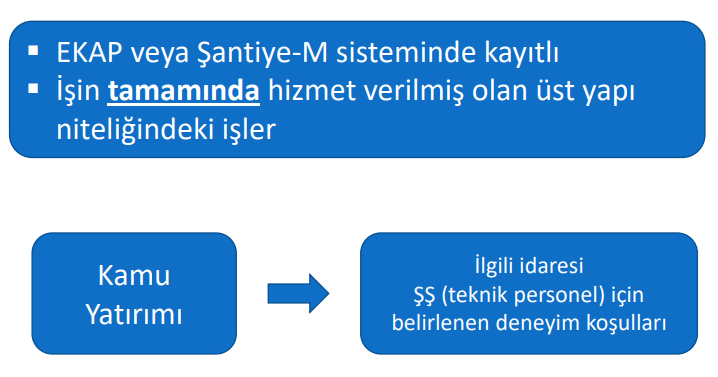 ▪ EKAP veya Şantiye-M sisteminde kayıtlı
▪ İşin tamamında hizmet verilmiş olan üst yapı
niteliğindeki işler
Kamu
Yatırımı
İlgili idaresi
ŞŞ (teknik personel) için
belirlenen deneyim koşulları